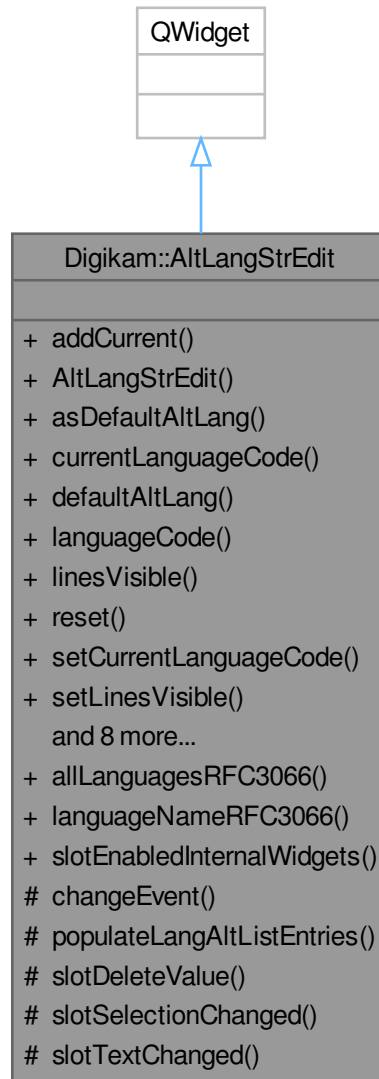 QWidget
Digikam::AltLangStrEdit
+ addCurrent()
+ AltLangStrEdit()
+ asDefaultAltLang()
+ currentLanguageCode()
+ defaultAltLang()
+ languageCode()
+ linesVisible()
+ reset()
+ setCurrentLanguageCode()
+ setLinesVisible()
and 8 more...
+ allLanguagesRFC3066()
+ languageNameRFC3066()
+ slotEnabledInternalWidgets()
# changeEvent()
# populateLangAltListEntries()
# slotDeleteValue()
# slotSelectionChanged()
# slotTextChanged()